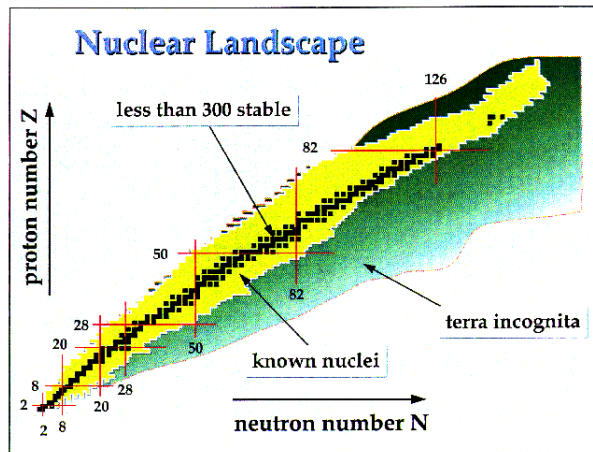 Nuclear Landscape
126
less than 300 stable
82
proton number Z
50
82
28
50
terra incognita
20
known nuclei
8
28
2
20
2 8
neutron number N